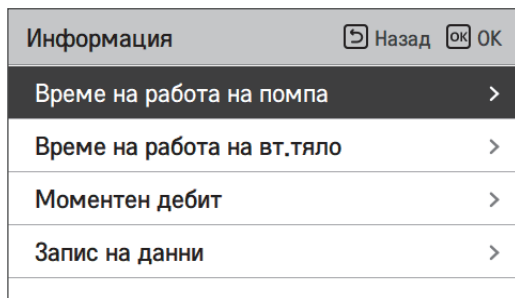 Информация Назад ок OK
Време на работа на помпа
Време на работа на вт.тяло
Моментен дебит
Запис на данни